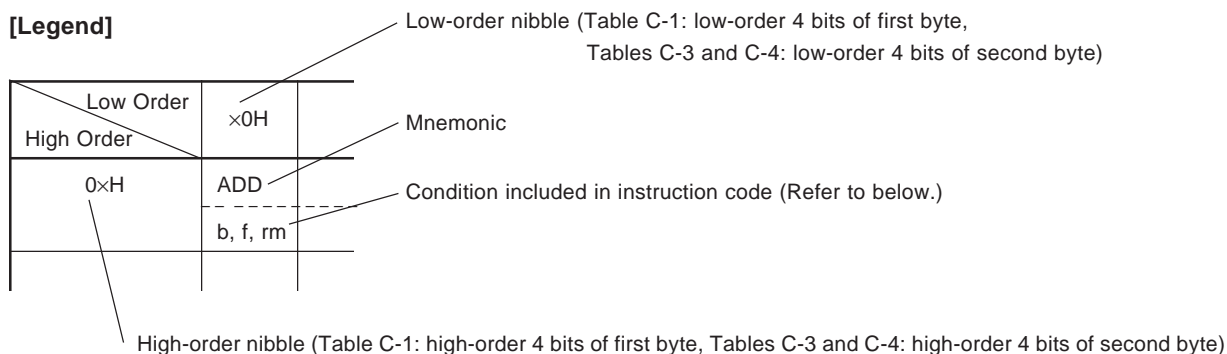 [Legend]
Low-order nibble (Table C-1: low-order 4 bits of first byte,
Tables C-3 and C-4: low-order 4 bits of second byte)
Low Order
×0H
High Order
Mnemonic
0×H
ADD
Condition included in instruction code (Refer to below.)
b, f, rm
High-order nibble (Table C-1: high-order 4 bits of first byte, Tables C-3 and C-4: high-order 4 bits of second byte)